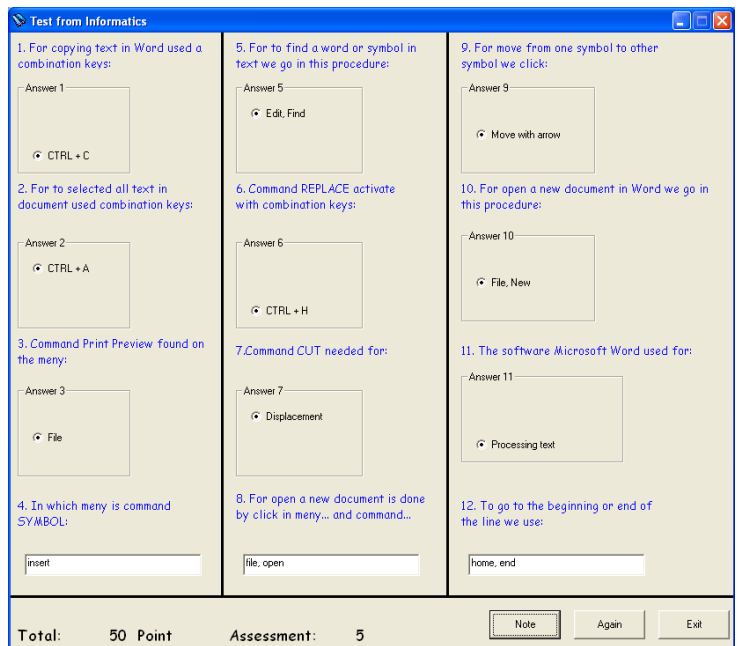 Test from Informatics
1. For copying text in Word used a
combination keys:
Answer 1
CTRL + C
2. For to selected all text in
document used combination keys:
Answer 2
CTRL + A
3. Command Print Preview found on
the meny:
Answer 3
File
4. In which meny is command
SYMBOL:
insert
5. For to find a word or symbol in
text we go in this procedure:
Answer 5
Edit, Find
6. Command REPLACE activate
with combination keys:
Answer 6
CTRL + H
7.Command CUT needed for:
Answer 7
Displacement
8. For open a new document is done
by click in meny... and command...
file, open
9. For move from one symbol to other
symbol we click:
Answer 9
Move with arrow
10. For open a new document in Word we go in
this procedure:
Answer 10
File, New
11. The software Microsoft Word used for:
Answer 11
Processing text
12. To go to the beginning or end of
the line we use:
home, end
Total: 50 Point Assessment: 5
Note Again Exit